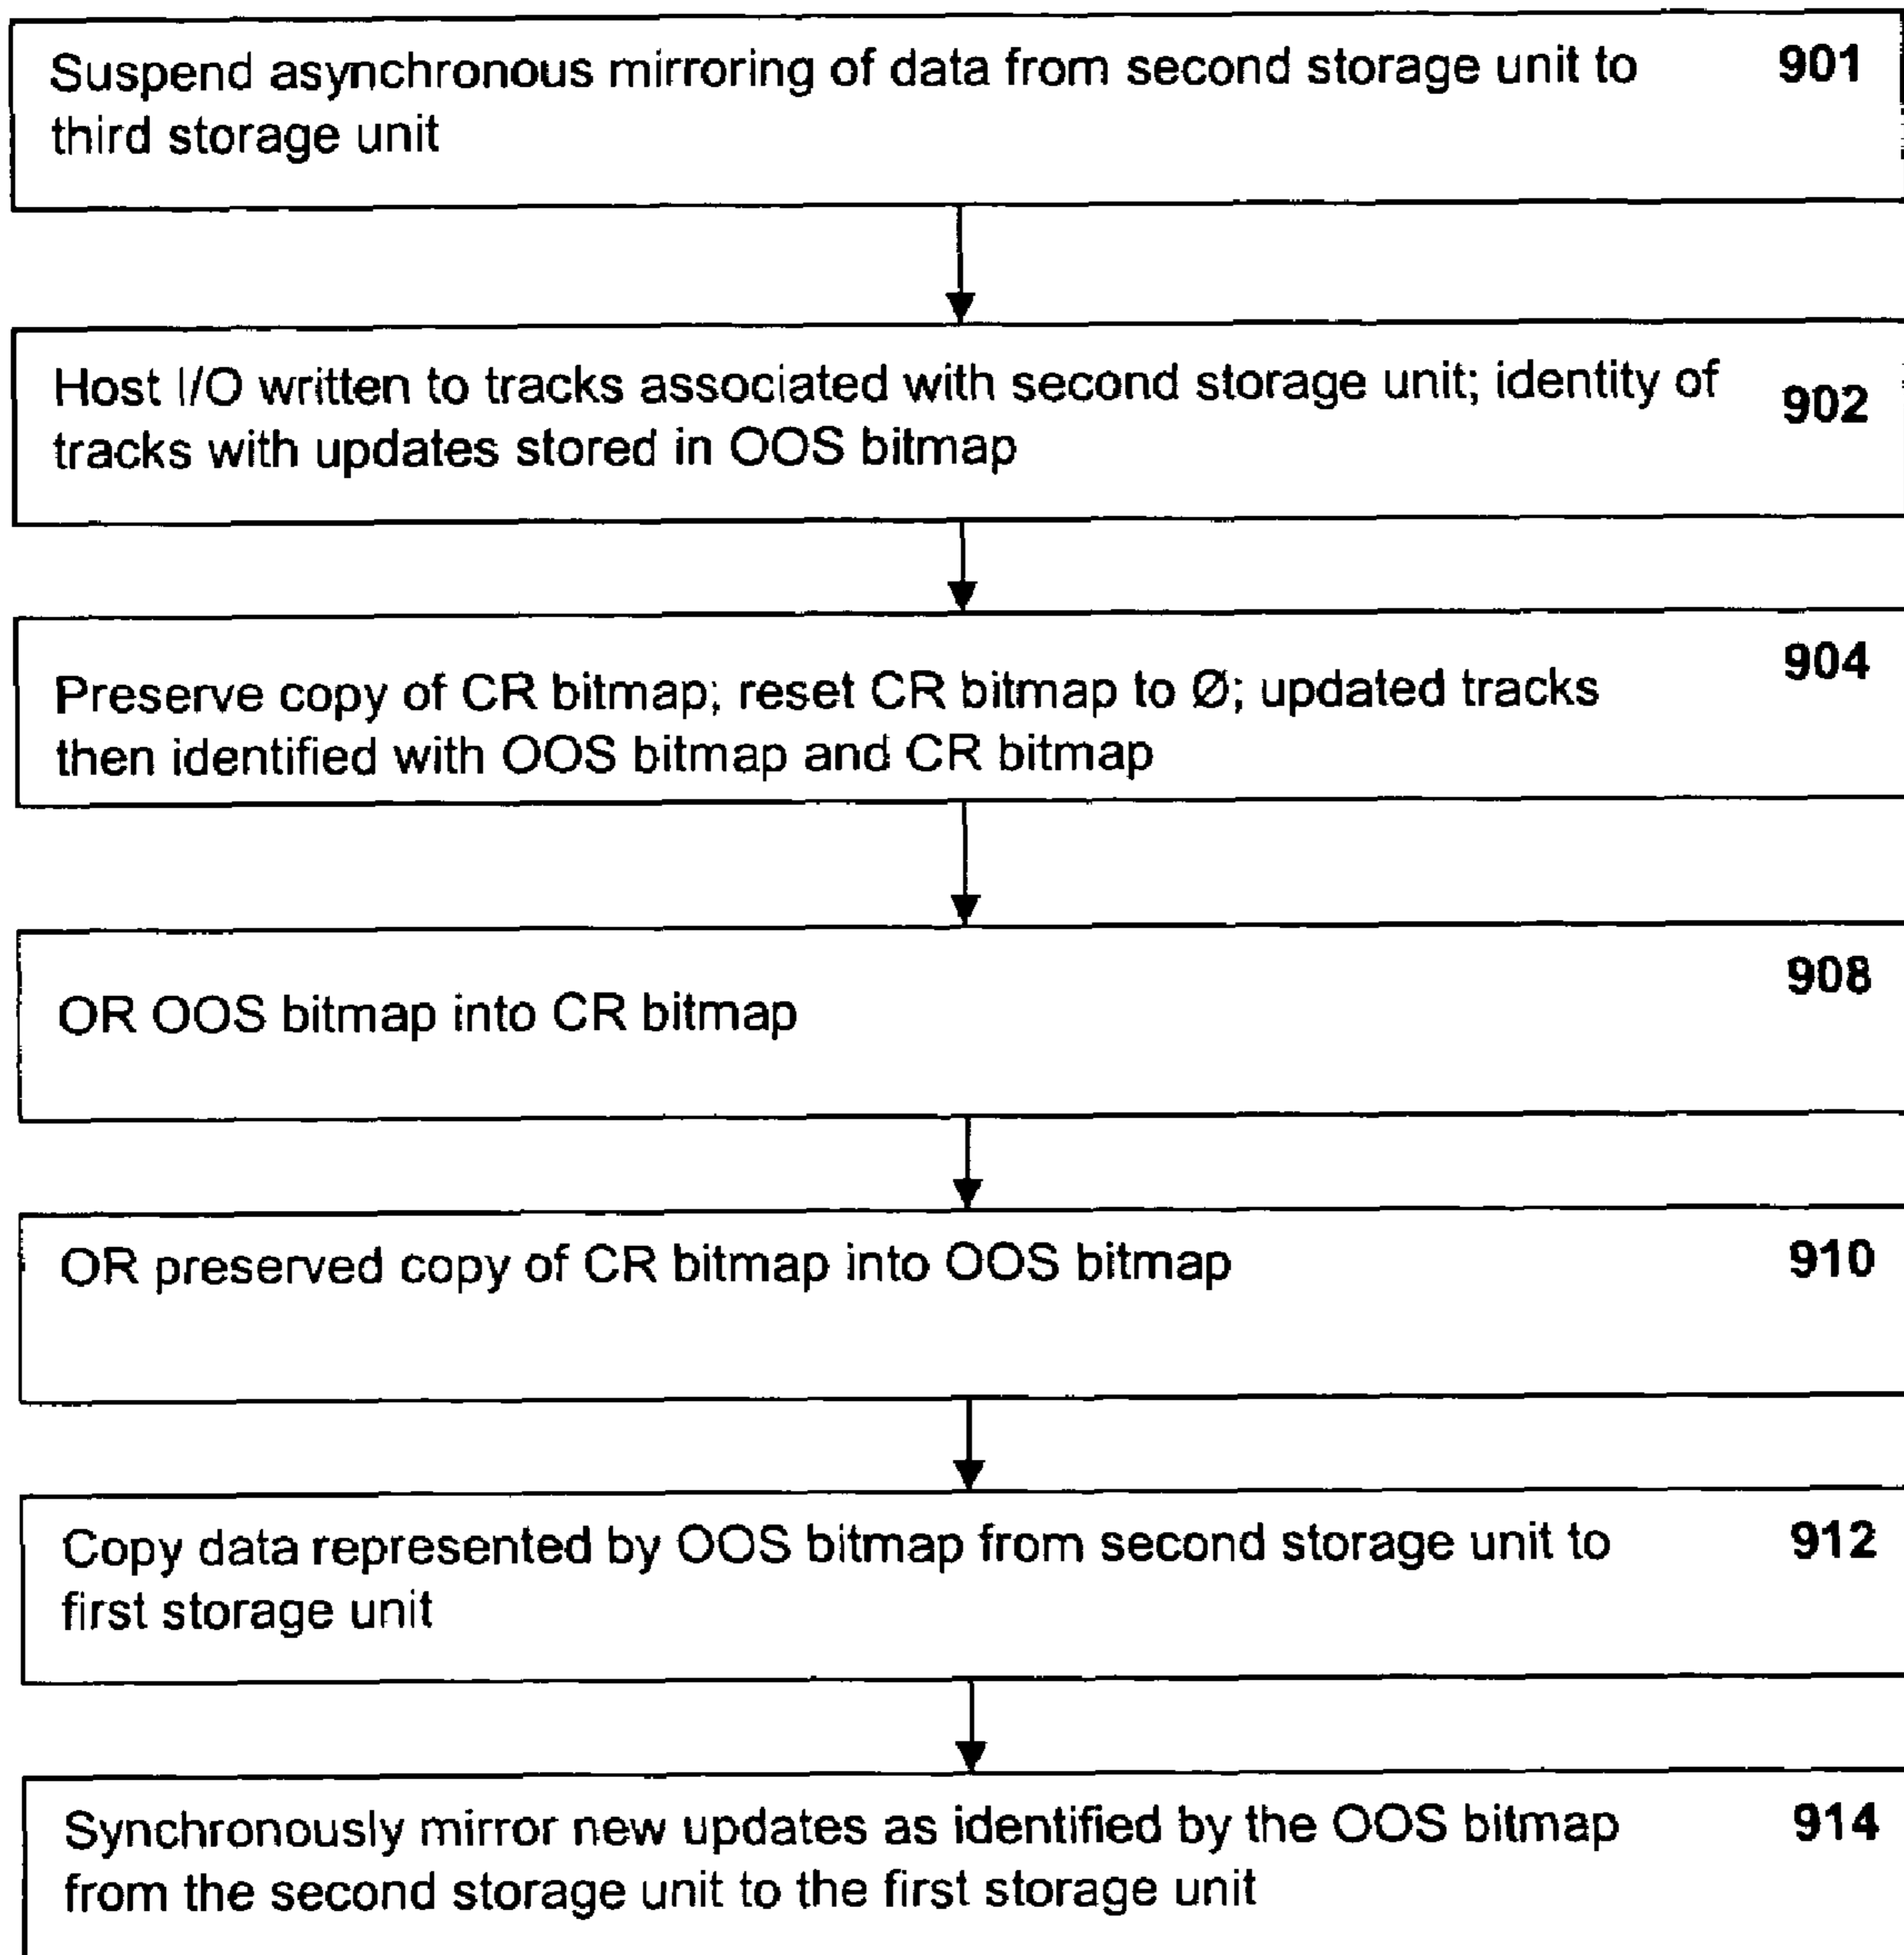 Suspend asynchronous mirroring of data from second storage unit to 901
third storage unit
Host I/O written to tracks associated with second storage unit; identity of 902
tracks with updates stored in OOS bitmap
904
Preserve copy of CR bitmap; reset CR bitmap to Ø; updated tracks
then identified with OOS bitmap and CR bitmap
908
OR OOS bitmap into CR bitmap
OR preserved copy of CR bitmap into OOS bitmap 910
Copy data represented by OOS bitmap from second storage unit to 912
first storage unit
Synchronously mirror new updates as identified by the OOS bitmap 914
from the second storage unit to the first storage unit